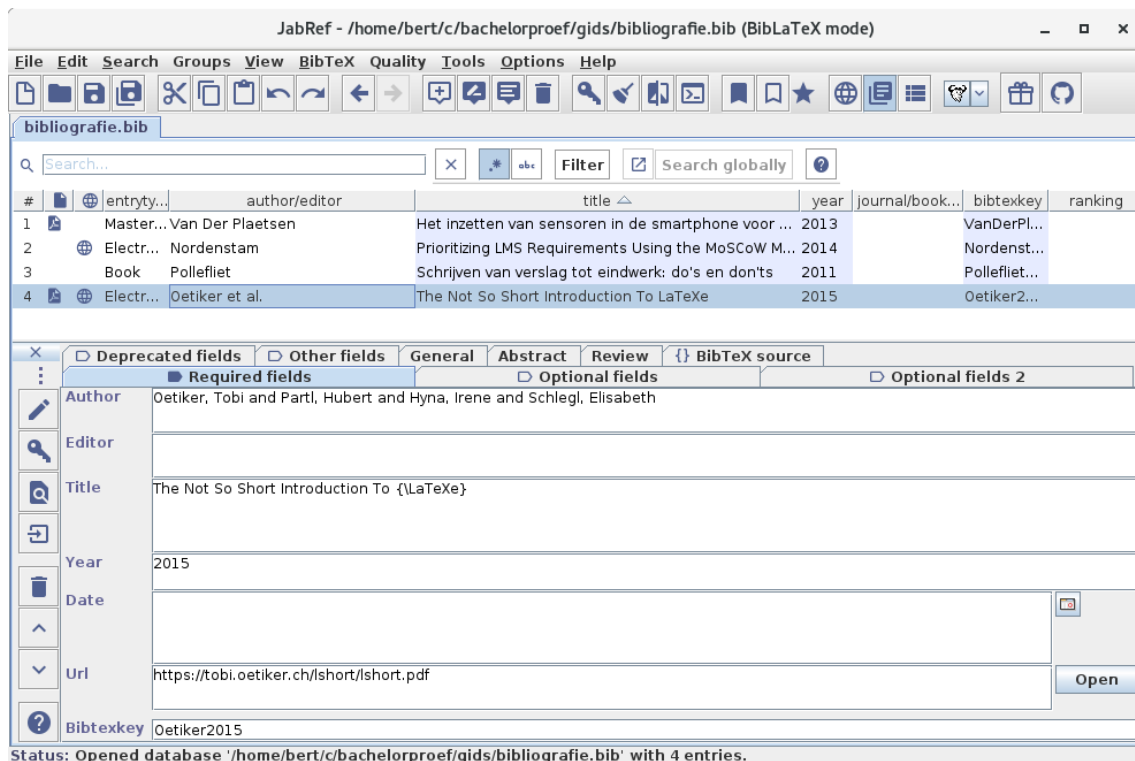 JabRef - /home/bert/c/bachelorproef/gids/bibliografie.bib (BibLaTeX mode)
File Edit Search Groups View BibTeX Quality Tools Options Help
bibliografie.bib
Search... .* abc Filter Search globally
# entryty... author/editor title year journal/book... bibtexkey ranking
1 Master... Van Der Plaetsen Het inzetten van sensoren in de smartphone voor ... 2013 VanDerPl...
2 Electr... Nordenstam Prioritizing LMS Requirements Using the MoSCoW M... 2014 Nordenst...
3 Book Pollefliet Schrijven van verslag tot eindwerk: do's en don'ts 2011 Pollefliet...
4 Electr... Oetiker et al. The Not So Short Introduction To LaTeXe 2015 Oetiker2...
Deprecated fields Other fields General Abstract Review {} BibTeX source
Required fields Optional fields Optional fields 2
Author Oetiker, Tobi and Partl, Hubert and Hyna, Irene and Schlegl, Elisabeth
Editor
Title The Not So Short Introduction To {\LaTeXe}
Year 2015
Date
Url https://tobi.oetiker.ch/lshort/lshort.pdf Open
Bibtexkey Oetiker2015
Status: Opened database '/home/bert/c/bachelorproef/gids/bibliografie.bib' with 4 entries.